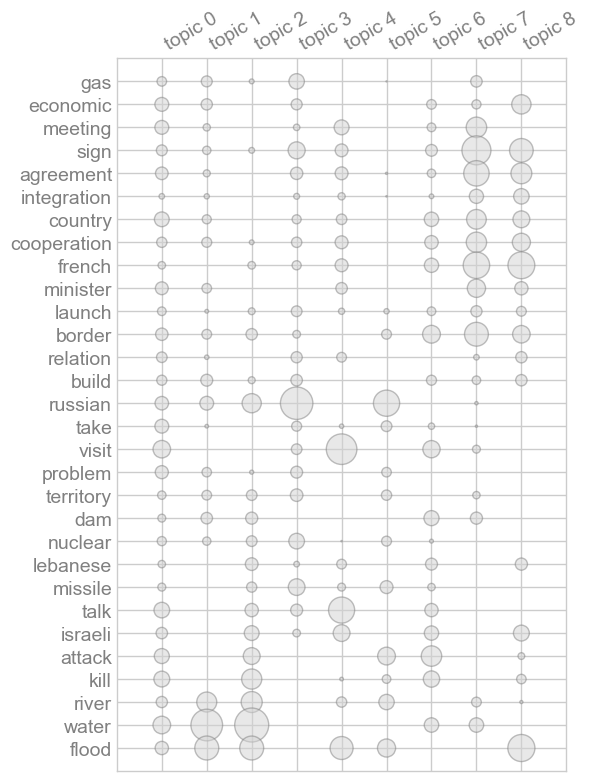 topic 0 topic 1 topic 2 topic 3 topic 4 topic 5 topic 6 topic 7 topic 8
gas
economic
meeting
sign
agreement
integration
country
cooperation
french
minister
launch
border
relation
build
russian
take
visit
problem
territory
dam
nuclear
lebanese
missile
talk
israeli
attack
kill
river
water
flood